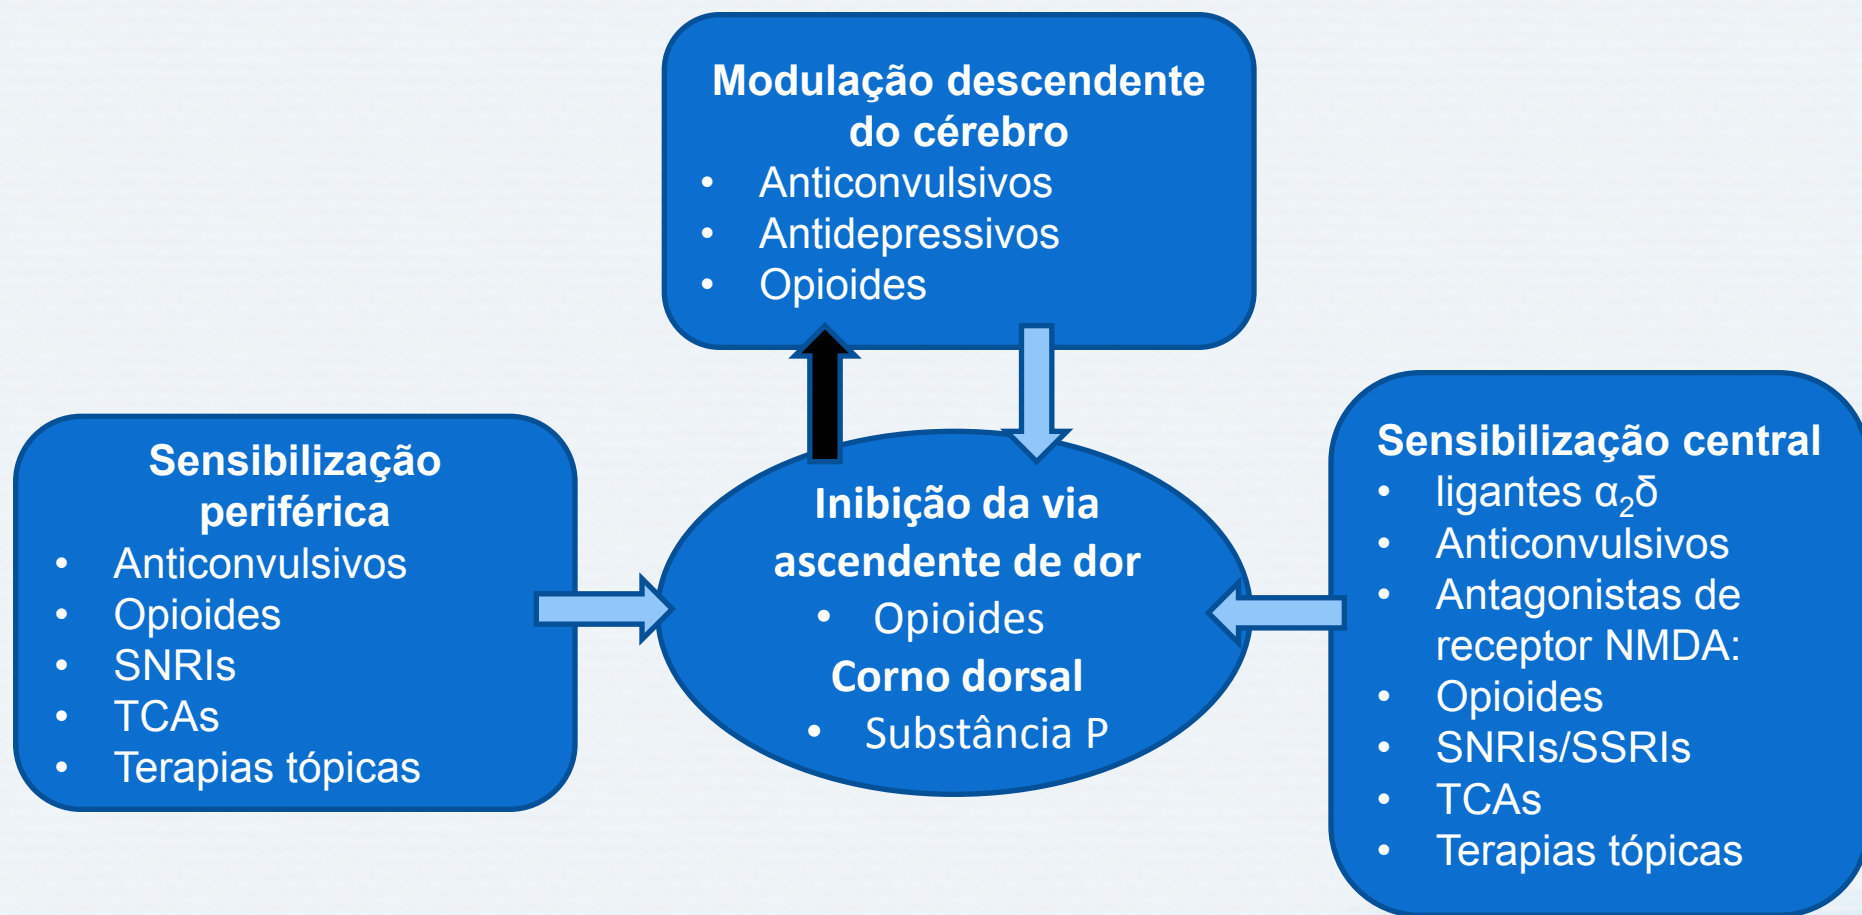 Modulação descendente
do cérebro
• Anticonvulsivos
• Antidepressivos
• Opioides
Sensibilização
periférica
• Anticonvulsivos
• Opioides
• SNRIs
• TCAs
• Terapias tópicas
Inibição da via
ascendente de dor
• Opioides
Corno dorsal
• Substância P
Sensibilização central
• ligantes α₂δ
• Anticonvulsivos
• Antagonistas de
receptor NMDA:
• Opioides
• SNRIs/SSRIs
• TCAs
• Terapias tópicas